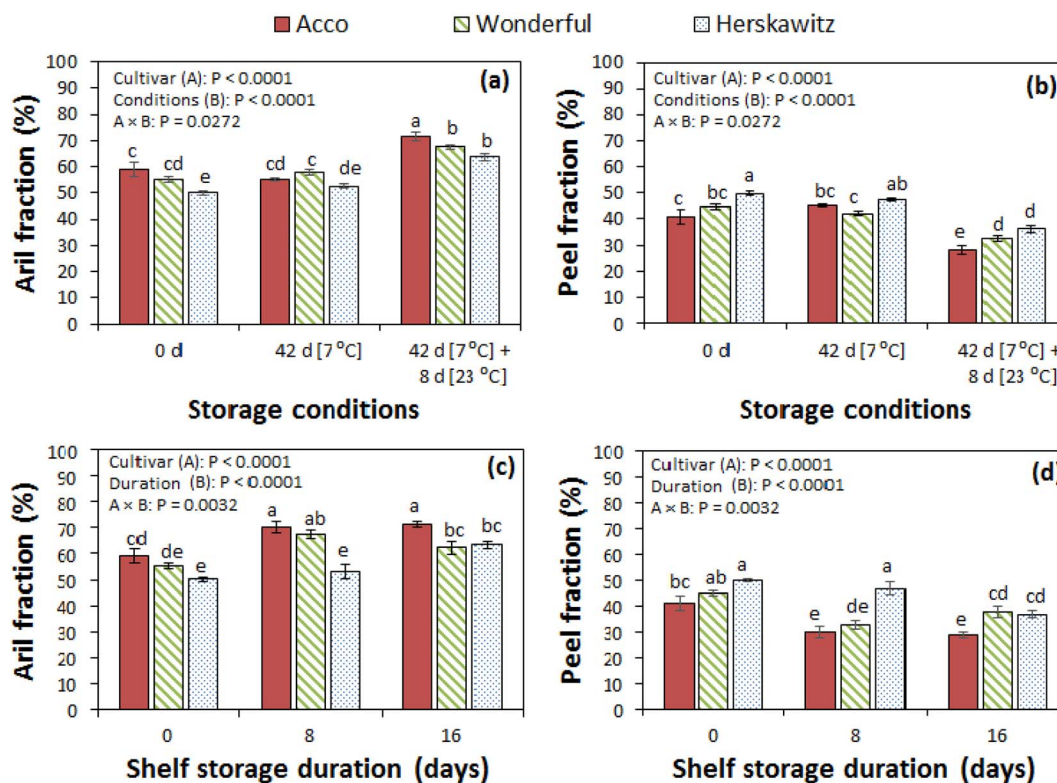 Acco Wonderful Herskawitz
Aril fraction (%)
100
90
80
70
60
50
40
30
20
10
0
Cultivar (A): P < 0.0001
Conditions (B): P < 0.0001
A × B: P = 0.0272
(a)
c cd e cd c de a b b
0 d 42 d [7 °C] 42 d [7 °C] +
8 d [23 °C]
Storage conditions
Peel fraction (%)
100
90
80
70
60
50
40
30
20
10
0
Cultivar (A): P < 0.0001
Conditions (B): P < 0.0001
A × B: P = 0.0272
(b)
c bc a bc c ab e d d
0 d 42 d [7 °C] 42 d [7 °C] +
8 d [23 °C]
Storage conditions
Aril fraction (%)
100
90
80
70
60
50
40
30
20
10
0
Cultivar (A): P < 0.0001
Duration (B): P < 0.0001
A × B: P = 0.0032
(c)
cd de e a ab e a bc bc
0 8 16
Shelf storage duration (days)
Peel fraction (%)
100
90
80
70
60
50
40
30
20
10
0
Cultivar (A): P < 0.0001
Duration (B): P < 0.0001
A × B: P = 0.0032
(d)
bc ab a e de a e cd cd
0 8 16
Shelf storage duration (days)